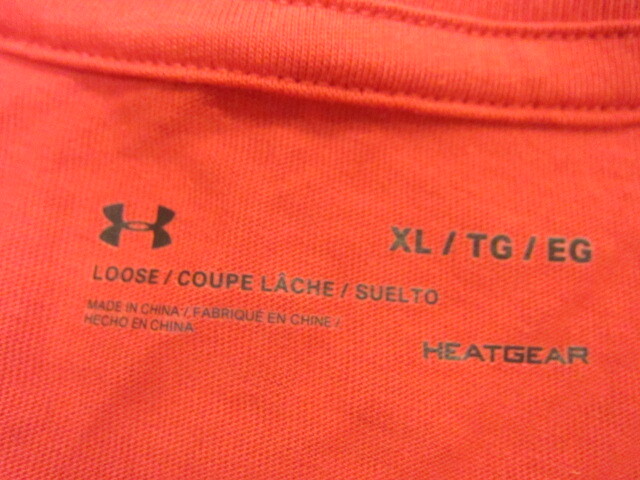 XL / TG / EG
LOOSE / COUPE LÂCHE / SUELTO
MADE IN CHINA / FABRIQUÉ EN CHINE /
HECHO EN CHINA
HEATGEAR